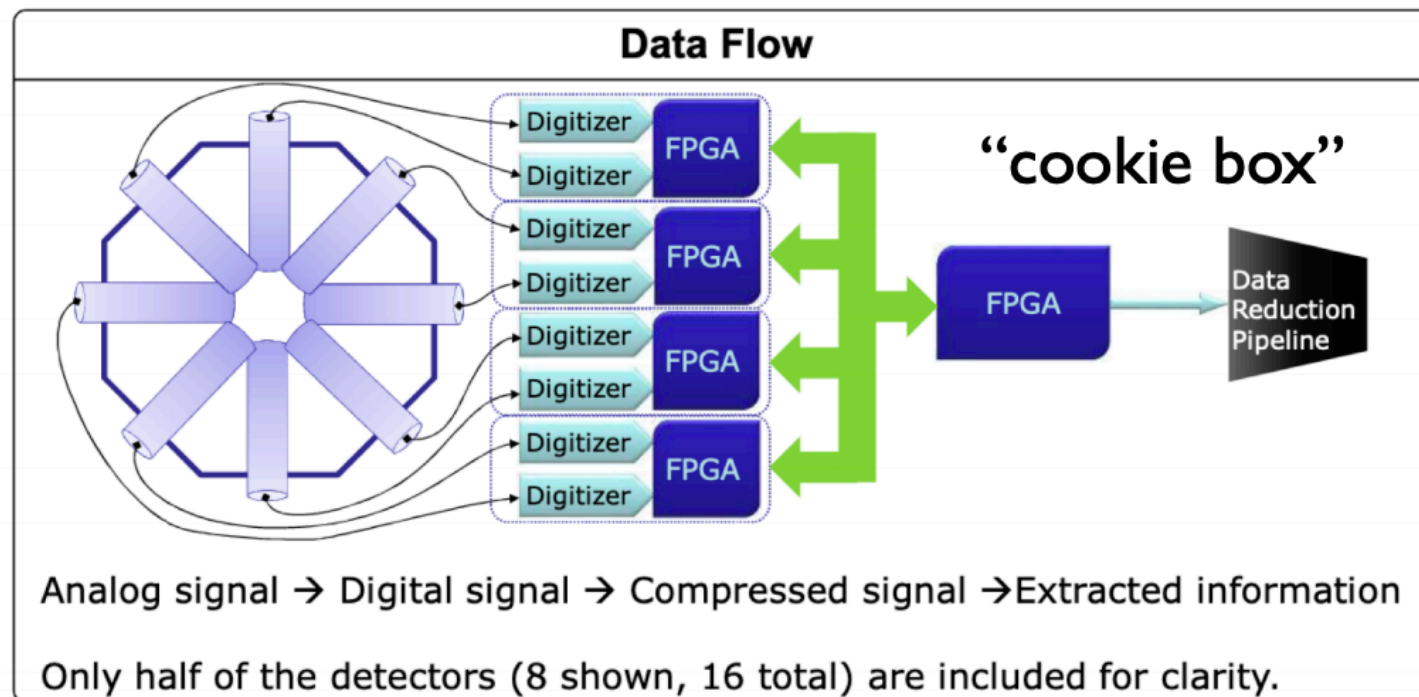 Data Flow
Digitizer
Digitizer
FPGA
Digitizer
Digitizer
FPGA
Digitizer
Digitizer
FPGA
Digitizer
Digitizer
FPGA
“cookie box”
FPGA
Data
Reduction
Pipeline
Analog signal → Digital signal → Compressed signal →Extracted information
Only half of the detectors (8 shown, 16 total) are included for clarity.